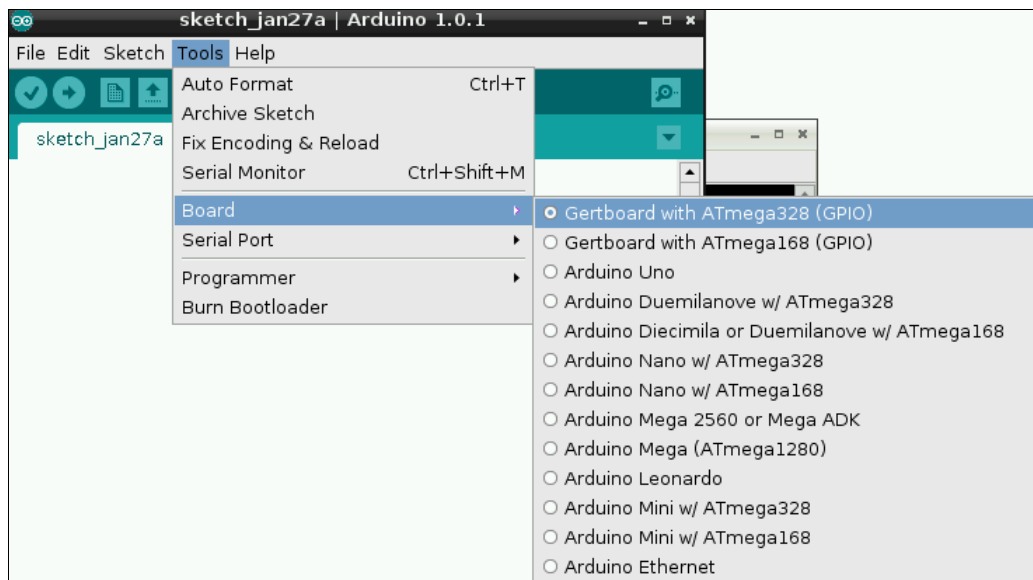 sketch_jan27a | Arduino 1.0.1
File Edit Sketch Tools Help
sketch_jan27a
Auto Format Ctrl+T
Archive Sketch
Fix Encoding & Reload
Serial Monitor Ctrl+Shift+M
Board
Serial Port
Programmer
Burn Bootloader
Gertboard with ATmega328 (GPIO)
Gertboard with ATmega168 (GPIO)
Arduino Uno
Arduino Duemilanove w/ ATmega328
Arduino Diecimila or Duemilanove w/ ATmega168
Arduino Nano w/ ATmega328
Arduino Nano w/ ATmega168
Arduino Mega 2560 or Mega ADK
Arduino Mega (ATmega1280)
Arduino Leonardo
Arduino Mini w/ ATmega328
Arduino Mini w/ ATmega168
Arduino Ethernet